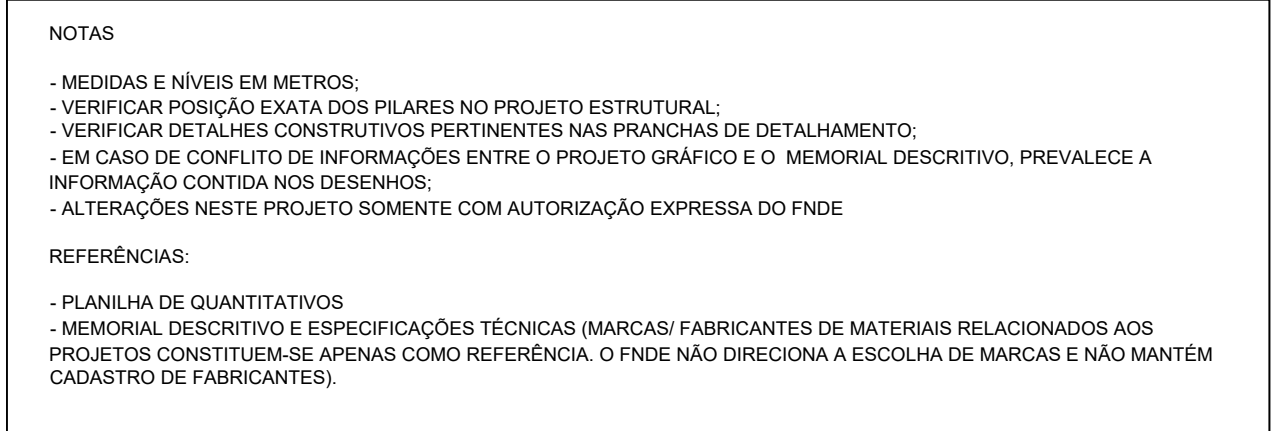 NOTAS
- MEDIDAS E NÍVEIS EM METROS;
- VERIFICAR POSIÇÃO EXATA DOS PILARES NO PROJETO ESTRUTURAL;
- VERIFICAR DETALHES CONSTRUTIVOS PERTINENTES NAS PRANCHAS DE DETALHAMENTO;
- EM CASO DE CONFLITO DE INFORMAÇÕES ENTRE O PROJETO GRÁFICO E O  MEMORIAL DESCRITIVO, PREVALECE A
INFORMAÇÃO CONTIDA NOS DESENHOS;
- ALTERAÇÕES NESTE PROJETO SOMENTE COM AUTORIZAÇÃO EXPRESSA DO FNDE
REFERÊNCIAS:
- PLANILHA DE QUANTITATIVOS
- MEMORIAL DESCRITIVO E ESPECIFICAÇÕES TÉCNICAS (MARCAS/ FABRICANTES DE MATERIAIS RELACIONADOS AOS
PROJETOS CONSTITUEM-SE APENAS COMO REFERÊNCIA. O FNDE NÃO DIRECIONA A ESCOLHA DE MARCAS E NÃO MANTÉM
CADASTRO DE FABRICANTES).